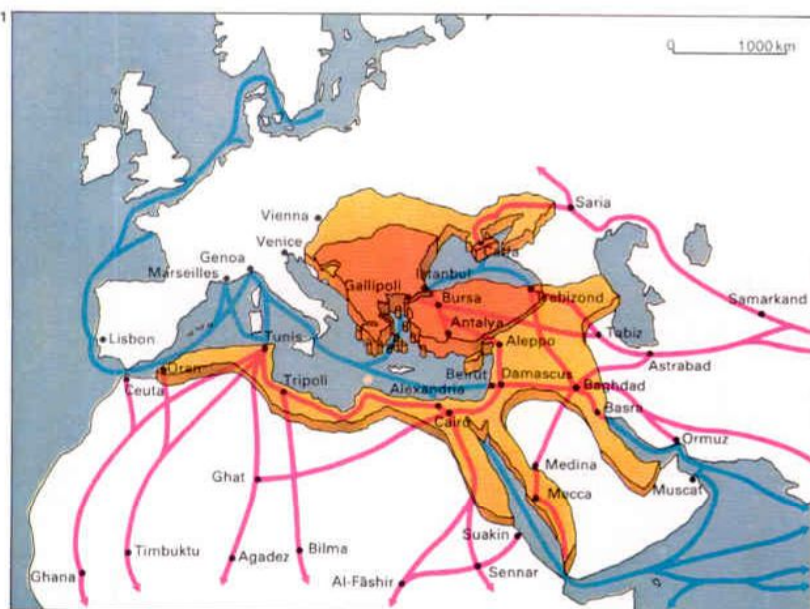 1
0 1000 km
Saria
Vienna
Venice
Genoa
Marseilles
Gallipoli
Istanbul
Bursa
Trebizond
Samarkand
Lisbon
Antalya
Tabiz
Tunis
Aleppo
Astrabad
Oran
Ceuta
Tripoli
Beirut
Damascus
Baghdad
Alexandria
Cairo
Basra
Ormuz
Ghat
Medina
Mecca
Muscat
Suakin
Timbuktu
Agadez
Bilma
Ghana
Al-Fāshir
Sennar